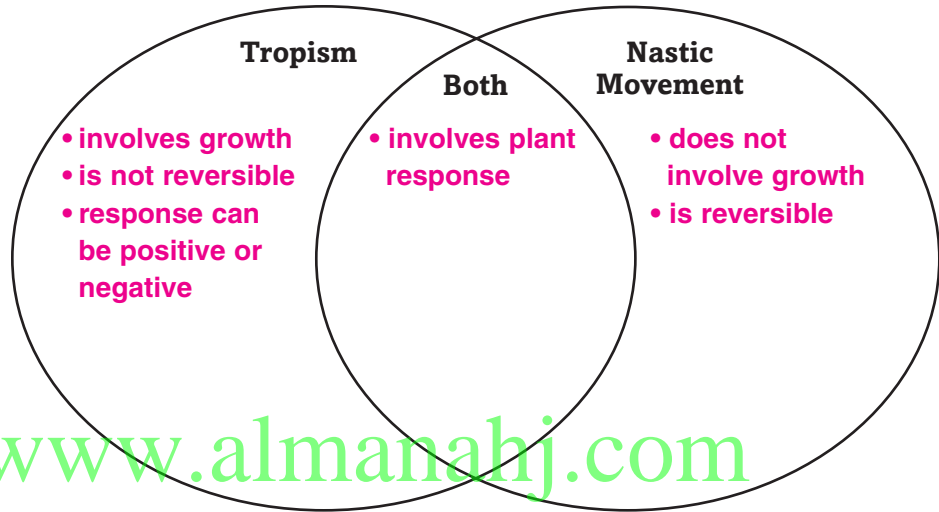 Tropism
• involves growth
• is not reversible
• response can
be positive or
negative
Both
• involves plant
response
Nastic
Movement
• does not
involve growth
• is reversible
www.almanahj.com